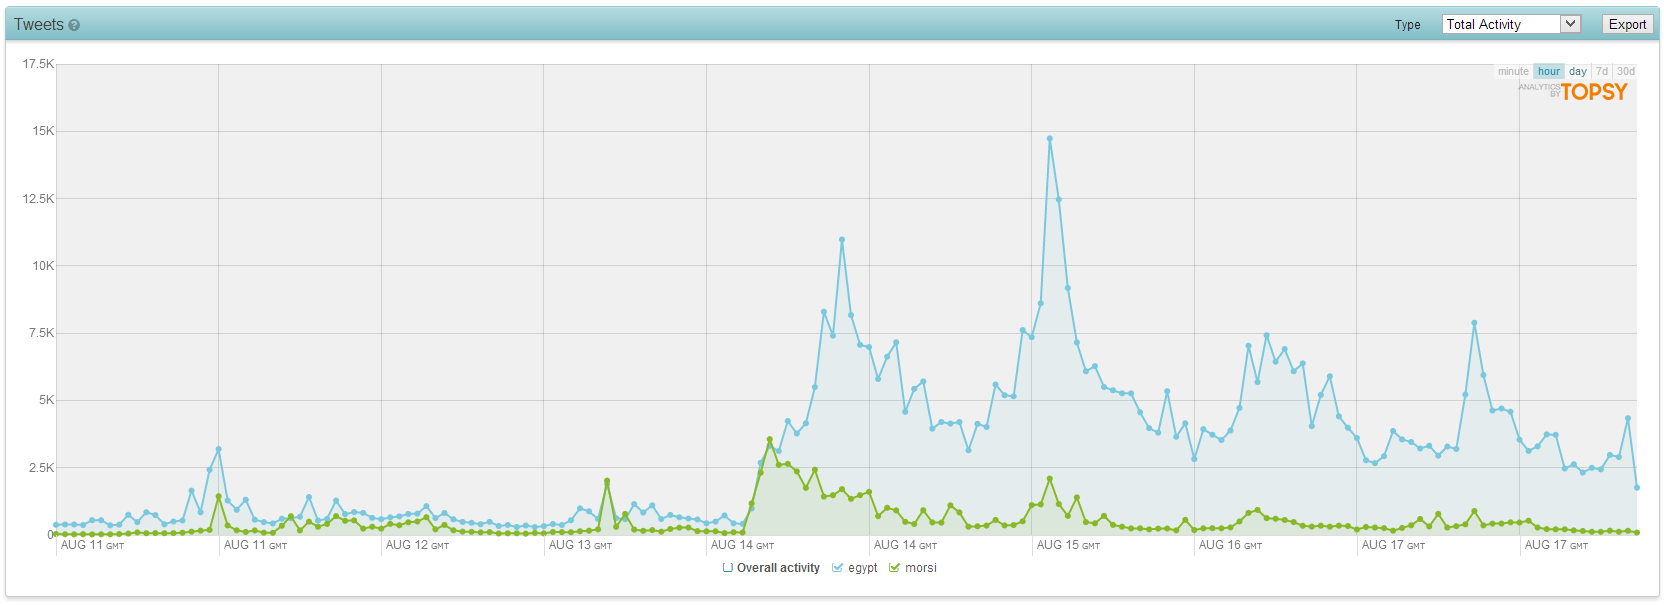 Tweets ?
Type Total Activity Export
17.5K
minute hour day 7d 30d
ANALYTICS BY TOPSY
15K
12.5K
10K
7.5K
5K
2.5K
0
AUG 11 GMT AUG 11 GMT AUG 12 GMT AUG 13 GMT AUG 14 GMT AUG 14 GMT AUG 15 GMT AUG 16 GMT AUG 17 GMT AUG 17 GMT
Overall activity egypt morsi